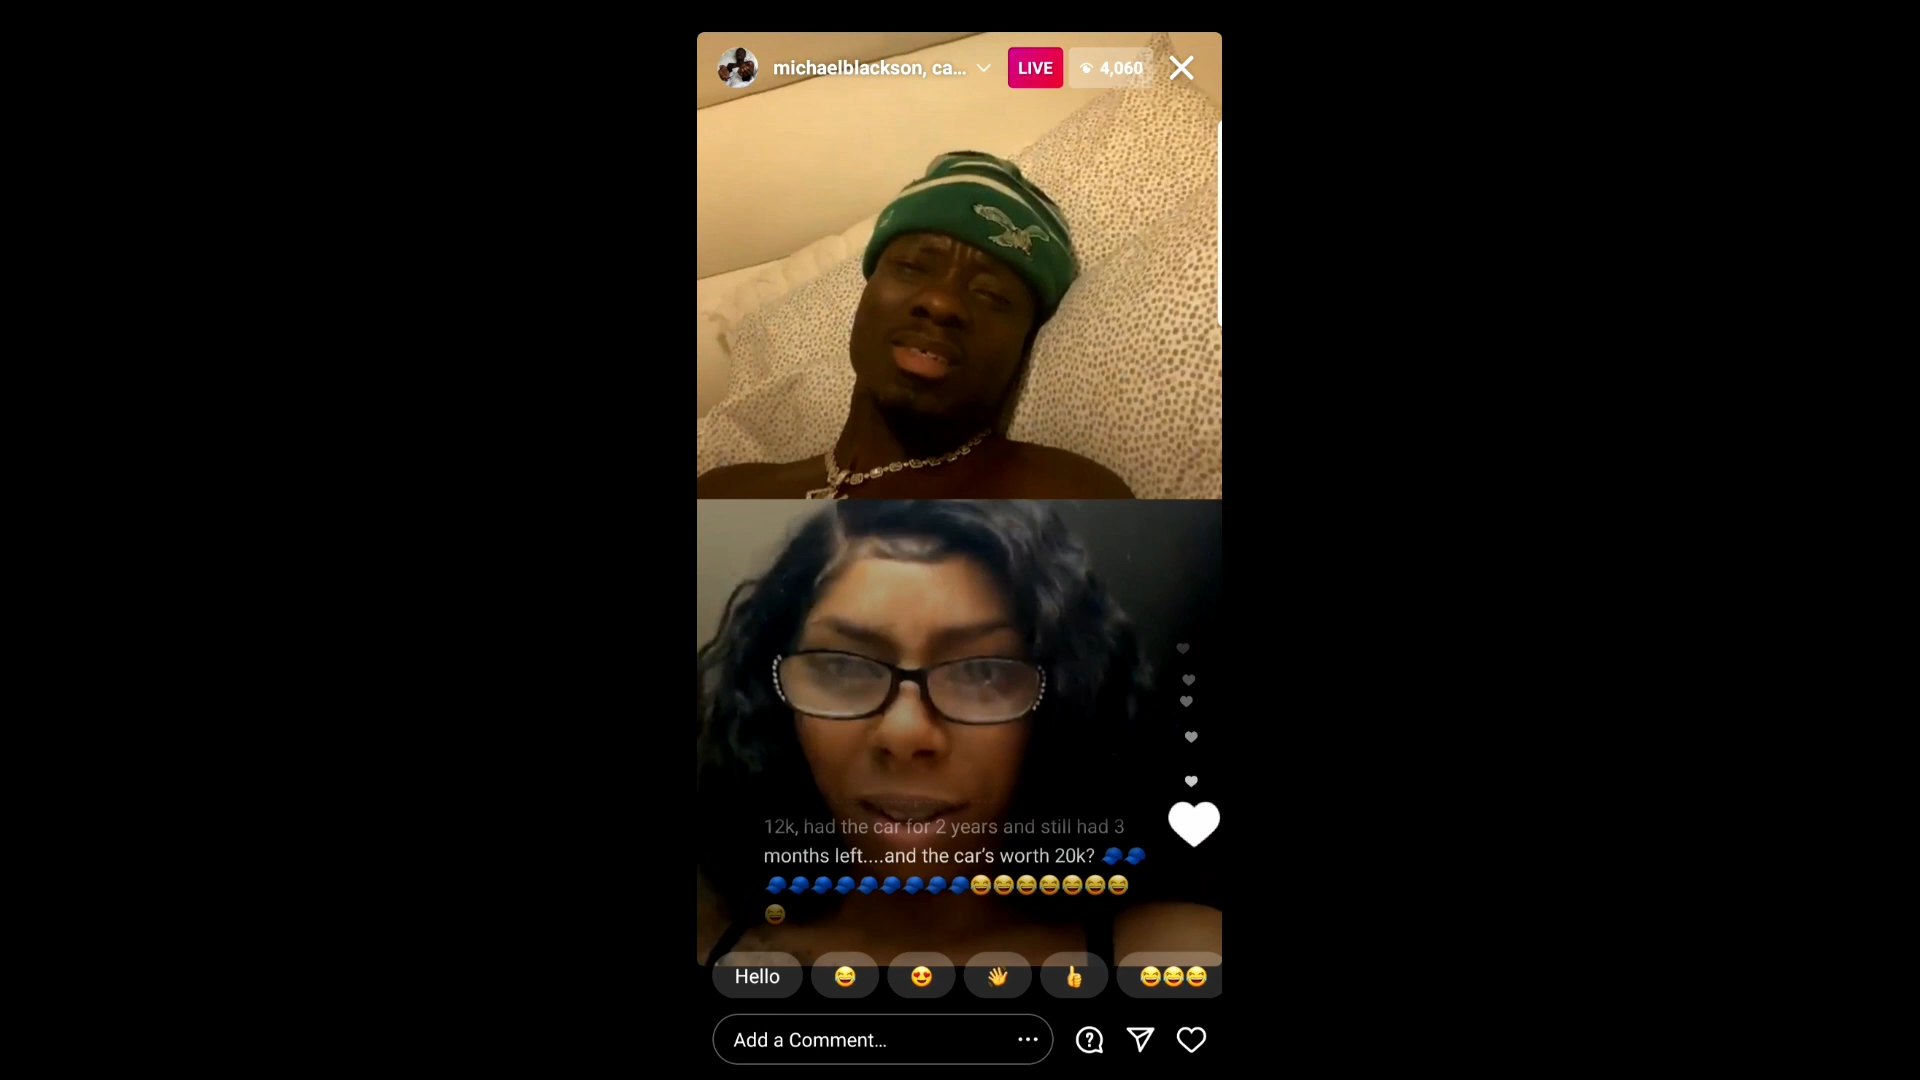 michaelblackson, ca... LIVE 4,060
12k, had the car for 2 years and still had 3
months left....and the car's worth 20k? 🧢🧢
🧢🧢🧢🧢🧢🧢🧢🧢🧢😂😂😂😂😂😂😂
😂
Hello 😂 😍 👋 👍 😂😂😂
Add a Comment...